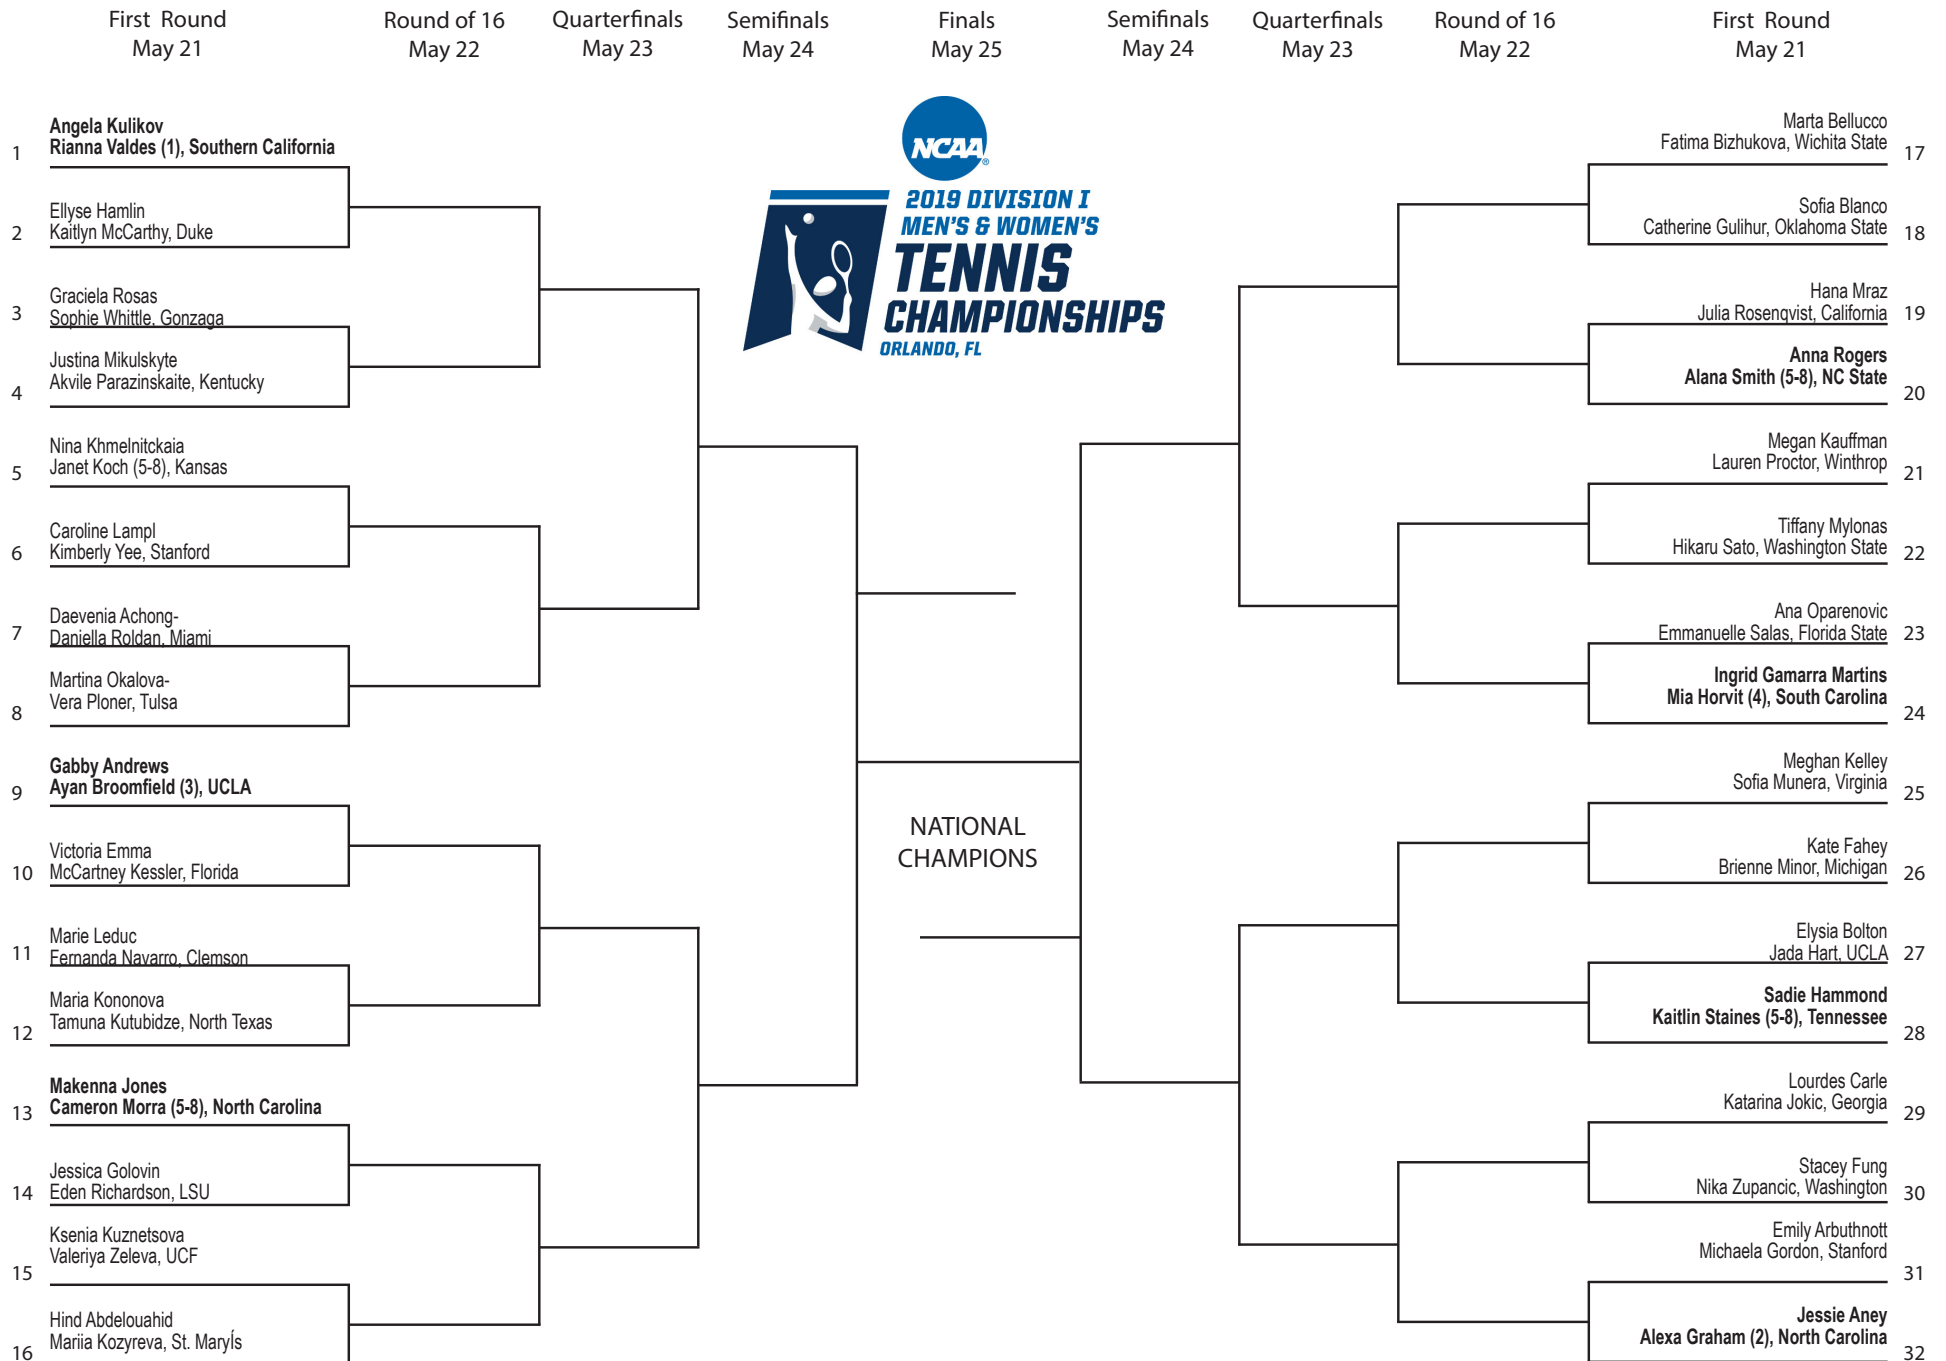 First Round
May 21
Round of 16
May 22
Quarterfinals
May 23
Semifinals
May 24
Finals
May 25
Semifinals
May 24
Quarterfinals
May 23
Round of 16
May 22
First Round
May 21
NCAA®
2019 DIVISION I
MEN'S & WOMEN'S
TENNIS
CHAMPIONSHIPS
ORLANDO, FL
Angela Kulikov
1 Rianna Valdes (1), Southern California
Ellyse Hamlin
2 Kaitlyn McCarthy, Duke
Graciela Rosas
3 Sophie Whittle, Gonzaga
Justina Mikulskyte
4 Akvile Parazinskaite, Kentucky
Nina Khmelnitckaia
5 Janet Koch (5-8), Kansas
Caroline Lampl
6 Kimberly Yee, Stanford
Daevenia Achong-
7 Daniella Roldan, Miami
Martina Okalova-
8 Vera Ploner, Tulsa
Gabby Andrews
9 Ayan Broomfield (3), UCLA
Victoria Emma
10 McCartney Kessler, Florida
Marie Leduc
11 Fernanda Navarro, Clemson
Maria Kononova
12 Tamuna Kutubidze, North Texas
Makenna Jones
13 Cameron Morra (5-8), North Carolina
Jessica Golovin
14 Eden Richardson, LSU
Ksenia Kuznetsova
15 Valeriya Zeleva, UCF
Hind Abdelouahid
16 Mariia Kozyreva, St. MaryÍs
NATIONAL
CHAMPIONS
Marta Bellucco
Fatima Bizhukova, Wichita State 17
Sofia Blanco
Catherine Gulihur, Oklahoma State 18
Hana Mraz
Julia Rosenqvist, California 19
Anna Rogers
Alana Smith (5-8), NC State 20
Megan Kauffman
Lauren Proctor, Winthrop 21
Tiffany Mylonas
Hikaru Sato, Washington State 22
Ana Oparenovic
Emmanuelle Salas, Florida State 23
Ingrid Gamarra Martins
Mia Horvit (4), South Carolina 24
Meghan Kelley
Sofia Munera, Virginia 25
Kate Fahey
Brienne Minor, Michigan 26
Elysia Bolton
Jada Hart, UCLA 27
Sadie Hammond
Kaitlin Staines (5-8), Tennessee 28
Lourdes Carle
Katarina Jokic, Georgia 29
Stacey Fung
Nika Zupancic, Washington 30
Emily Arbuthnott
Michaela Gordon, Stanford 31
Jessie Aney
Alexa Graham (2), North Carolina 32